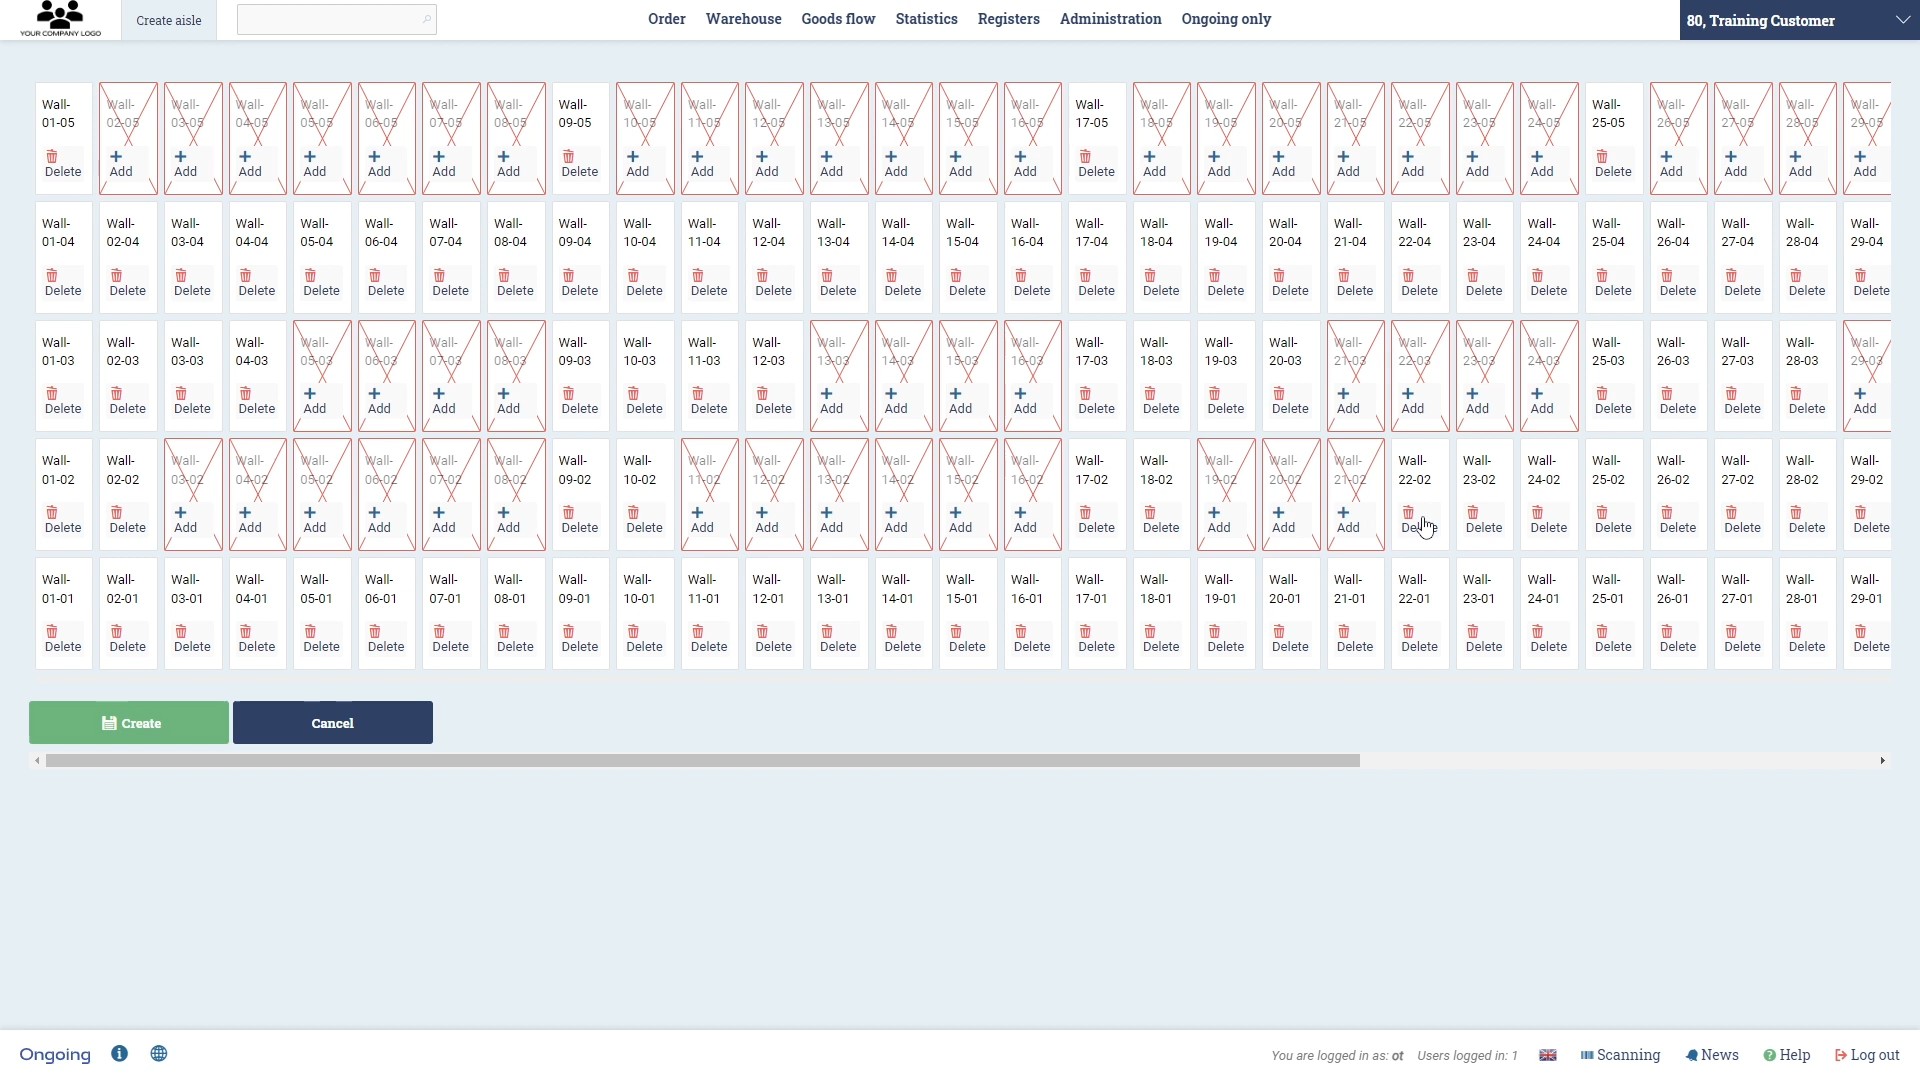 YOUR COMPANY LOGO
Create aisle
Order Warehouse Goods flow Statistics Registers Administration Ongoing only
80, Training Customer
Wall- Wall- Wall- Wall- Wall- Wall- Wall- Wall- Wall- Wall- Wall- Wall- Wall- Wall- Wall- Wall- Wall- Wall- Wall- Wall- Wall- Wall- Wall- Wall- Wall- Wall- Wall- Wall- Wall-
01-05 02-05 03-05 04-05 05-05 06-05 07-05 08-05 09-05 10-05 11-05 12-05 13-05 14-05 15-05 16-05 17-05 18-05 19-05 20-05 21-05 22-05 23-05 24-05 25-05 26-05 27-05 28-05 29-05
Delete Add Add Add Add Add Add Add Delete Add Add Add Add Add Add Add Delete Add Add Add Add Add Add Add Delete Add Add Add Add
Wall- Wall- Wall- Wall- Wall- Wall- Wall- Wall- Wall- Wall- Wall- Wall- Wall- Wall- Wall- Wall- Wall- Wall- Wall- Wall- Wall- Wall- Wall- Wall- Wall- Wall- Wall- Wall- Wall-
01-04 02-04 03-04 04-04 05-04 06-04 07-04 08-04 09-04 10-04 11-04 12-04 13-04 14-04 15-04 16-04 17-04 18-04 19-04 20-04 21-04 22-04 23-04 24-04 25-04 26-04 27-04 28-04 29-04
Delete Delete Delete Delete Delete Delete Delete Delete Delete Delete Delete Delete Delete Delete Delete Delete Delete Delete Delete Delete Delete Delete Delete Delete Delete Delete Delete Delete Delete
Wall- Wall- Wall- Wall- Wall- Wall- Wall- Wall- Wall- Wall- Wall- Wall- Wall- Wall- Wall- Wall- Wall- Wall- Wall- Wall- Wall- Wall- Wall- Wall- Wall- Wall- Wall- Wall- Wall-
01-03 02-03 03-03 04-03 05-03 06-03 07-03 08-03 09-03 10-03 11-03 12-03 13-03 14-03 15-03 16-03 17-03 18-03 19-03 20-03 21-03 22-03 23-03 24-03 25-03 26-03 27-03 28-03 29-03
Delete Delete Delete Delete Add Add Add Add Delete Delete Delete Delete Add Add Add Add Delete Delete Delete Delete Add Add Add Add Delete Delete Delete Delete Add
Wall- Wall- Wall- Wall- Wall- Wall- Wall- Wall- Wall- Wall- Wall- Wall- Wall- Wall- Wall- Wall- Wall- Wall- Wall- Wall- Wall- Wall- Wall- Wall- Wall- Wall- Wall- Wall- Wall-
01-02 02-02 03-02 04-02 05-02 06-02 07-02 08-02 09-02 10-02 11-02 12-02 13-02 14-02 15-02 16-02 17-02 18-02 19-02 20-02 21-02 22-02 23-02 24-02 25-02 26-02 27-02 28-02 29-02
Delete Delete Add Add Add Add Add Add Delete Delete Add Add Add Add Add Add Delete Delete Add Add Add Delete Delete Delete Delete Delete Delete Delete Delete
Wall- Wall- Wall- Wall- Wall- Wall- Wall- Wall- Wall- Wall- Wall- Wall- Wall- Wall- Wall- Wall- Wall- Wall- Wall- Wall- Wall- Wall- Wall- Wall- Wall- Wall- Wall- Wall- Wall-
01-01 02-01 03-01 04-01 05-01 06-01 07-01 08-01 09-01 10-01 11-01 12-01 13-01 14-01 15-01 16-01 17-01 18-01 19-01 20-01 21-01 22-01 23-01 24-01 25-01 26-01 27-01 28-01 29-01
Delete Delete Delete Delete Delete Delete Delete Delete Delete Delete Delete Delete Delete Delete Delete Delete Delete Delete Delete Delete Delete Delete Delete Delete Delete Delete Delete Delete Delete
Create Cancel
Ongoing You are logged in as: ot Users logged in: 1 Scanning News Help Log out